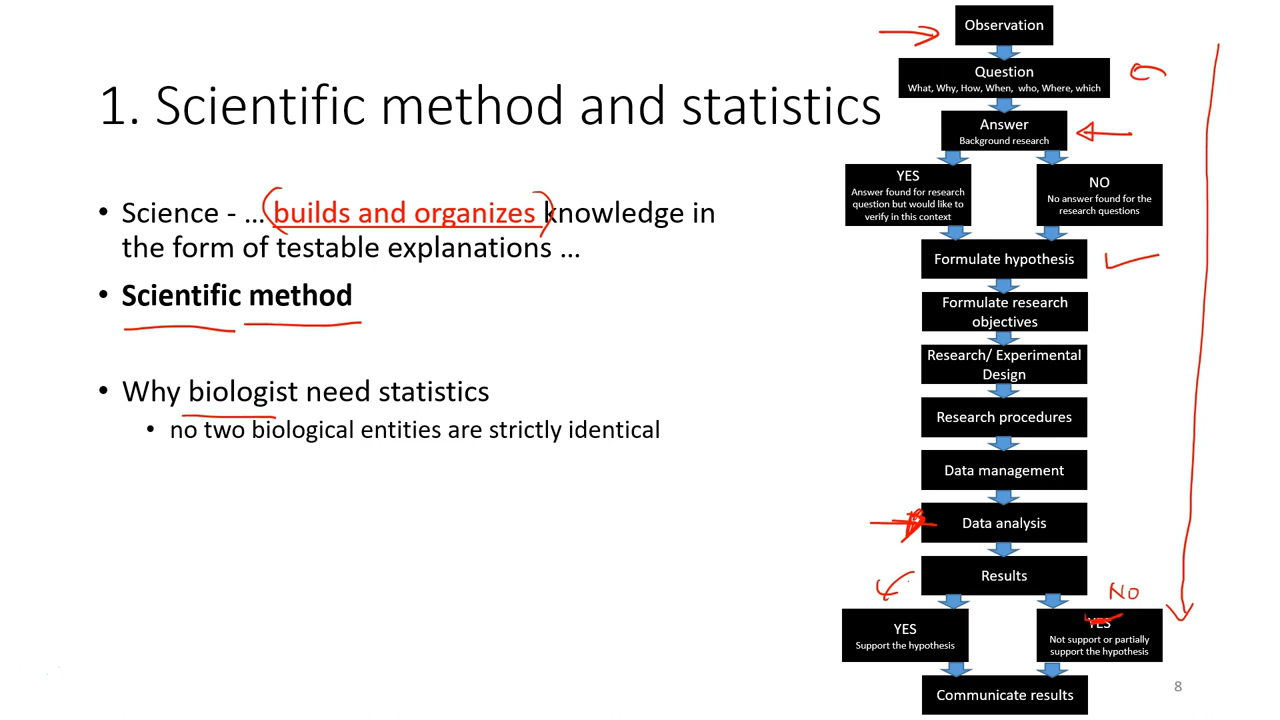 1. Scientific method and statistics
• Science - ... builds and organizes knowledge in
the form of testable explanations ...
• Scientific method
• Why biologist need statistics
• no two biological entities are strictly identical
Observation
Question
What, Why, How, When, who, Where, which
Answer
Background research
YES
Answer found for research
question but would like to
verify in this context
NO
No answer found for the
research questions
Formulate hypothesis
Formulate research
objectives
Research/ Experimental
Design
Research procedures
Data management
Data analysis
Results
YES
Support the hypothesis
NO
YES
Not support or partially
support the hypothesis
Communicate results
8